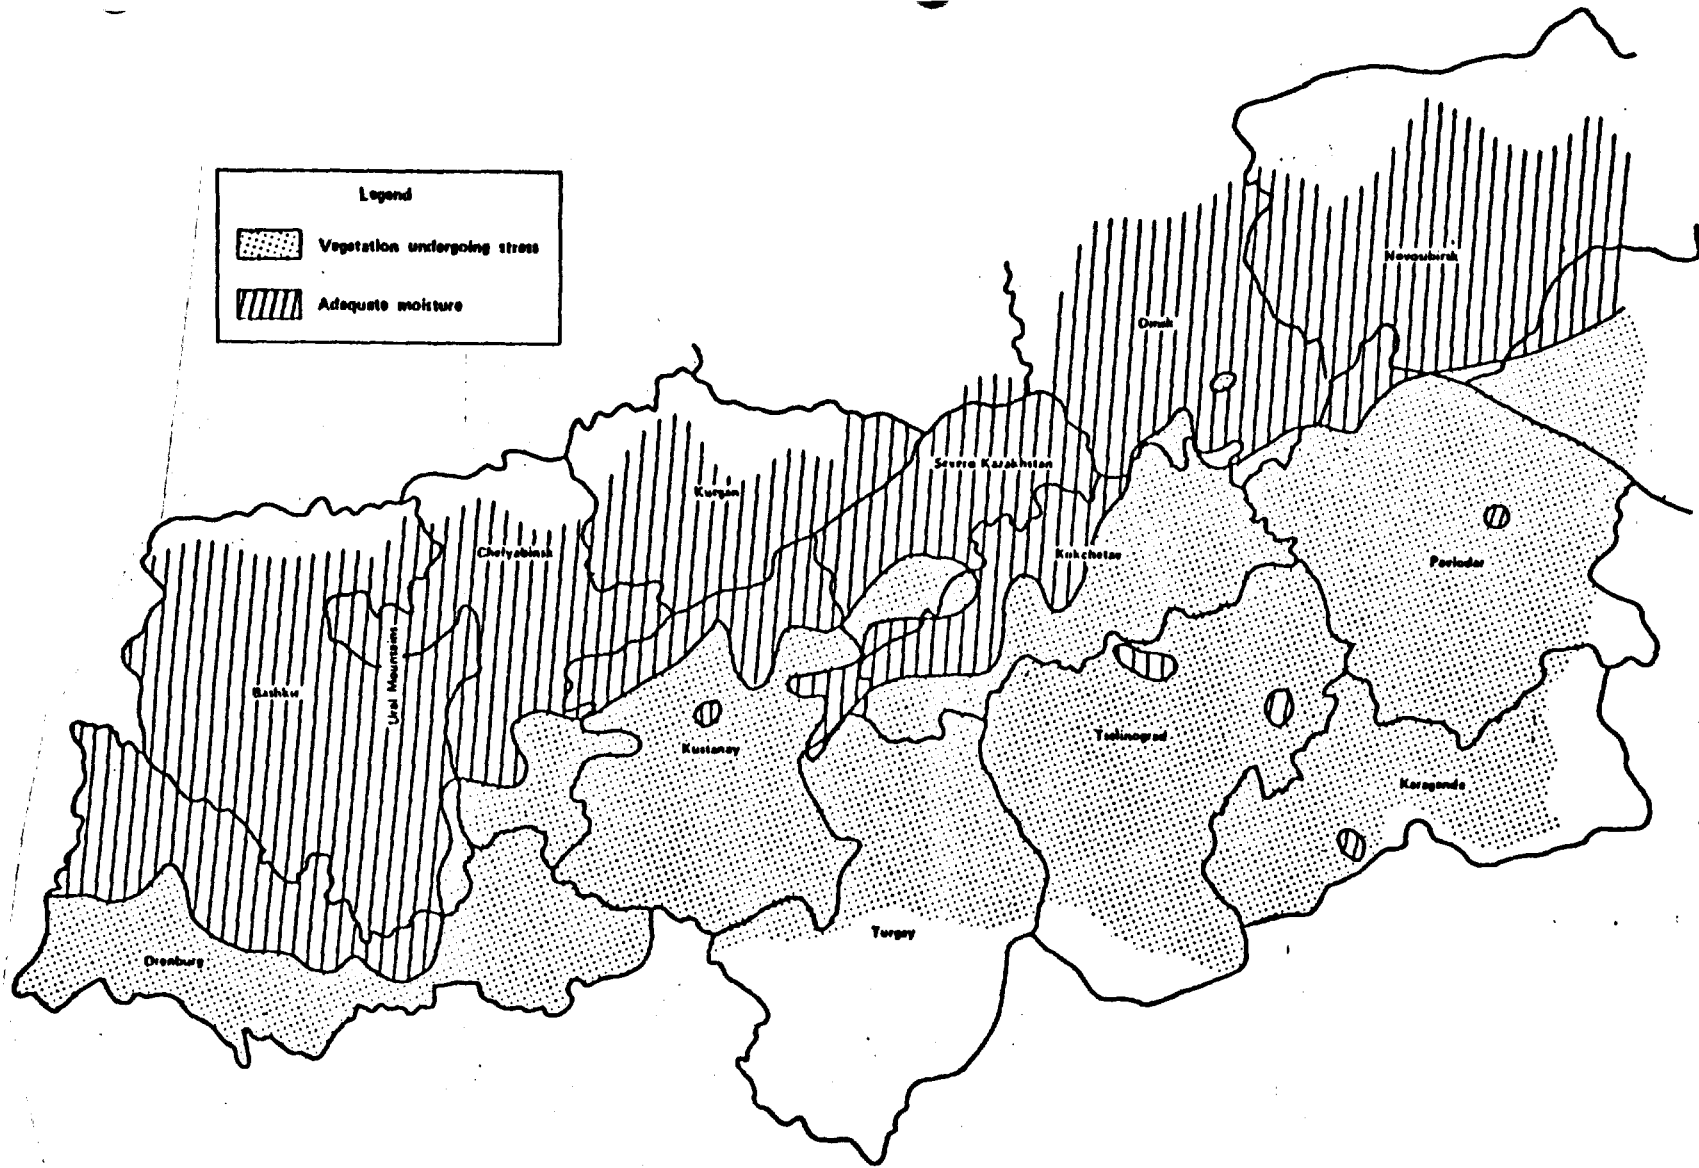 Legend
Vegetation undergoing stress
Adequate moisture
Novosibirsk
Omsk
Severo Kazakhstan
Kurgan
Kokchetav
Chelyabinsk
Pavlodar
Ural Mountains
Bashkir
Tselinograd
Kustanay
Karaganda
Turgay
Orenburg